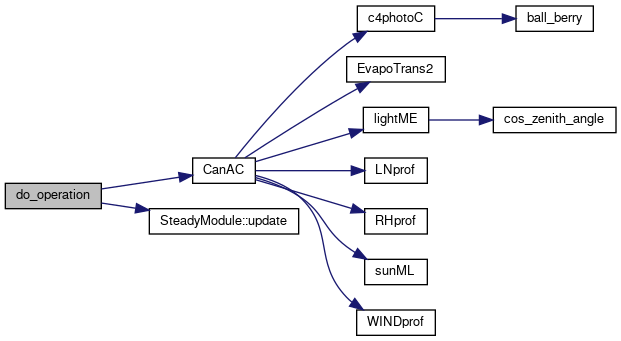 do_operation
CanAC
SteadyModule::update
c4photoC
EvapoTrans2
lightME
LNprof
RHprof
sunML
WINDprof
ball_berry
cos_zenith_angle